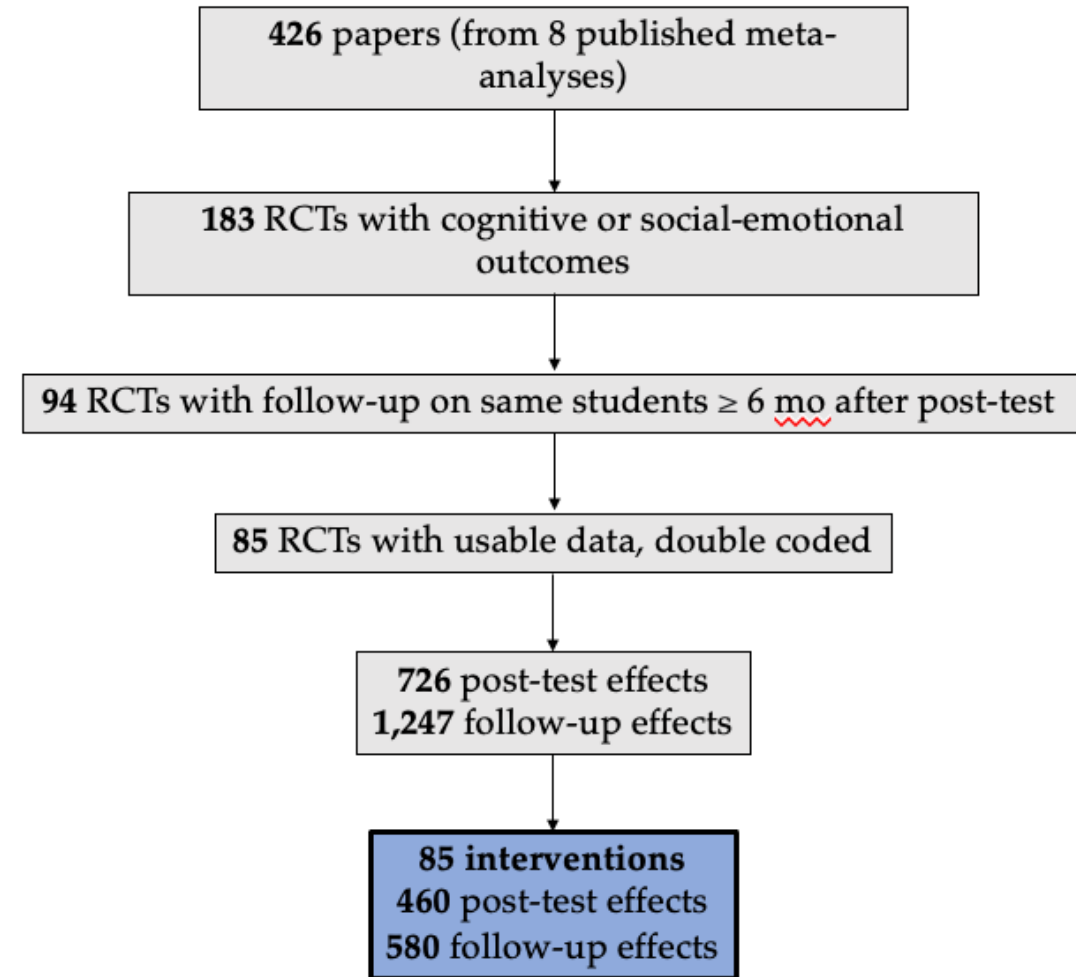 426 papers (from 8 published meta-
analyses)
183 RCTs with cognitive or social-emotional
outcomes
94 RCTs with follow-up on same students ≥ 6 mo after post-test
85 RCTs with usable data, double coded
726 post-test effects
1,247 follow-up effects
85 interventions
460 post-test effects
580 follow-up effects